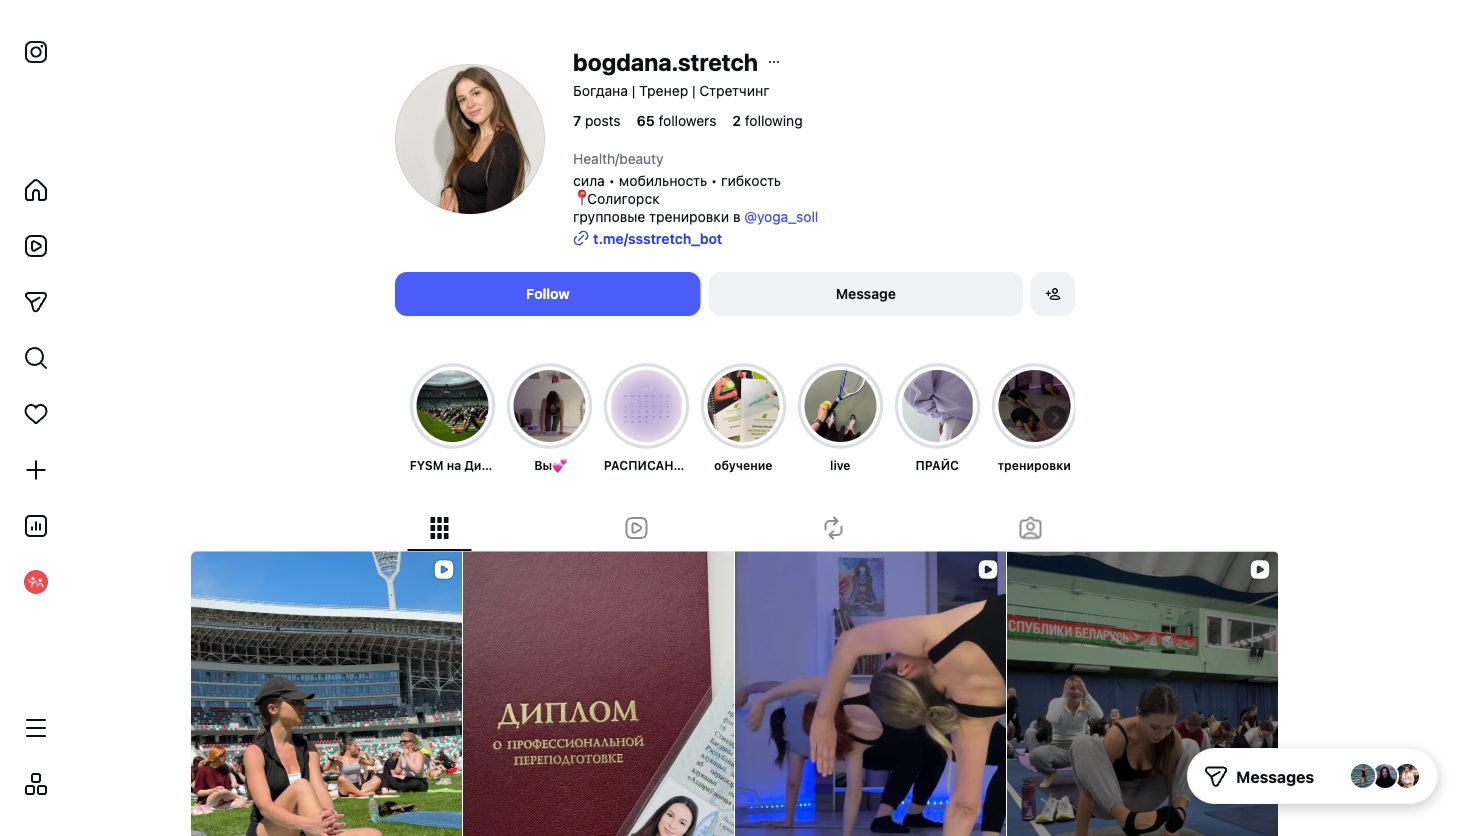 bogdana.stretch ...
Богдана | Тренер | Стретчинг
7 posts 65 followers 2 following
Health/beauty
сила • мобильность • гибкость
📍Солигорск
групповые тренировки в @yoga_soll
t.me/ssstretch_bot
Follow
Message
FYSM на Ди...
Вы💕
РАСПИСАН...
обучение
live
ПРАЙС
тренировки
ДИПЛОМ
О ПРОФЕССИОНАЛЬНОЙ
ПЕРЕПОДГОТОВКЕ
СПУБЛИКИ БЕЛАРУСЬ
Messages